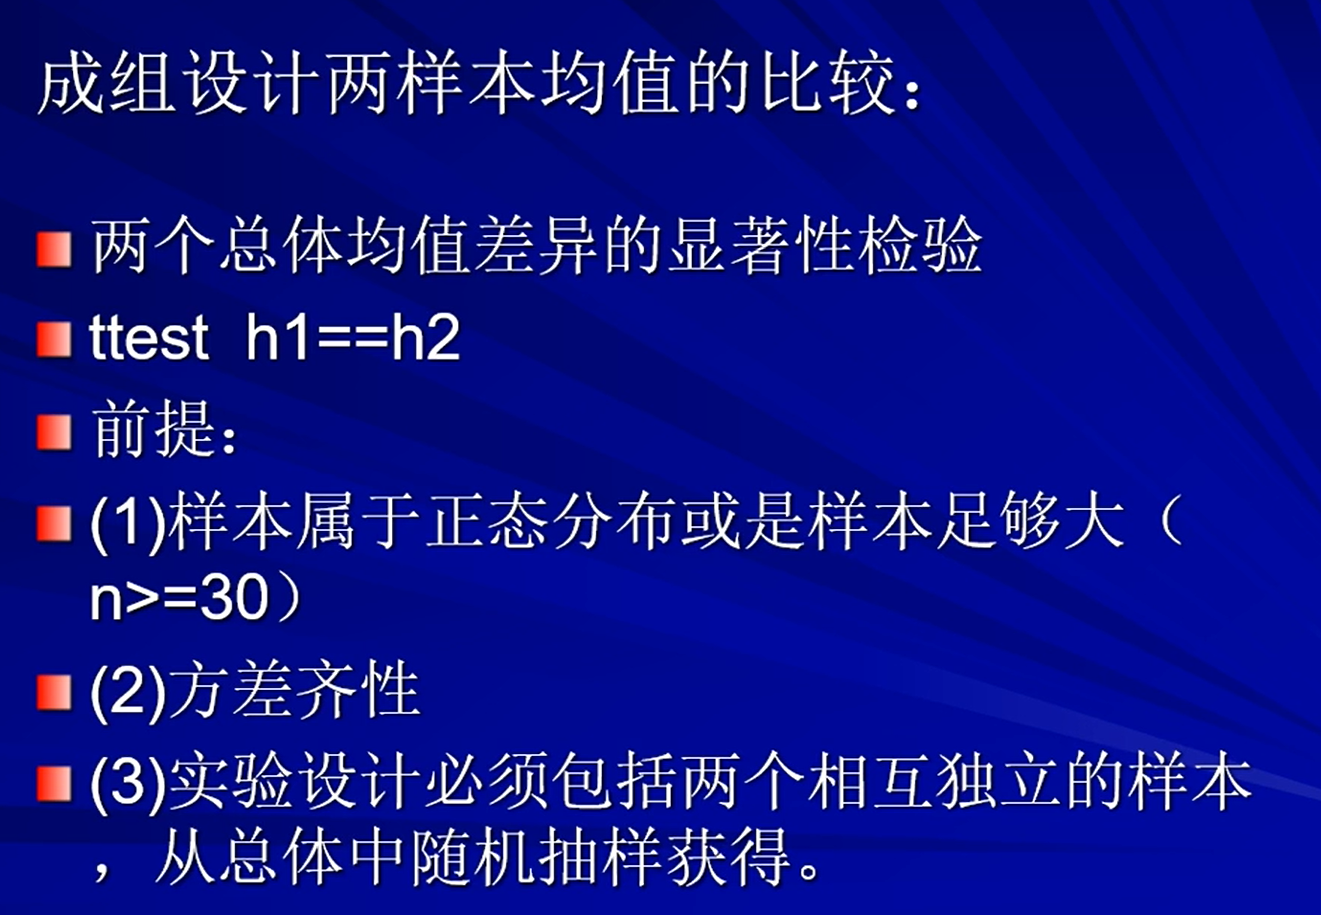 成组设计两样本均值的比较：
两个总体均值差异的显著性检验
ttest  h1==h2
前提：
(1)样本属于正态分布或是样本足够大（
n>=30）
(2)方差齐性
(3)实验设计必须包括两个相互独立的样本
，从总体中随机抽样获得。